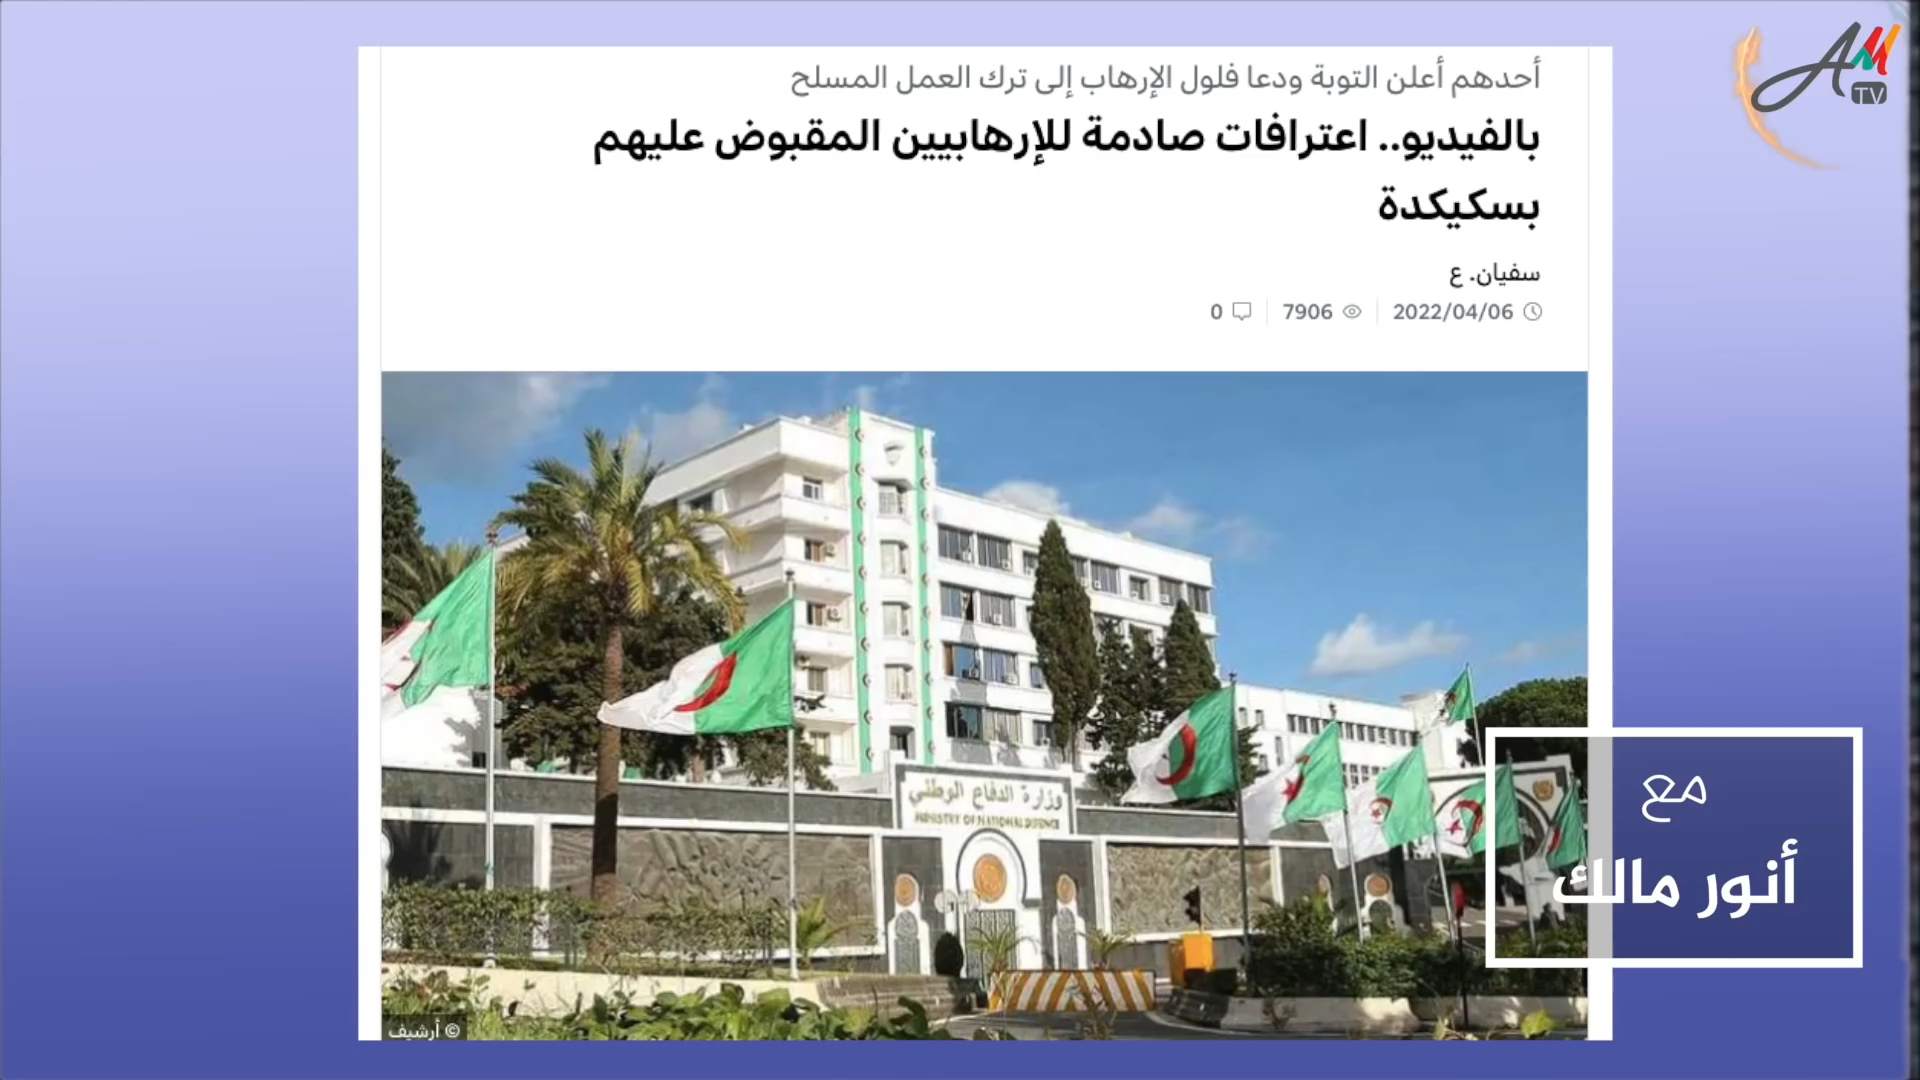 أحدهم أعلن التوبة ودعا فلول الإرهاب إلى ترك العمل المسلح
بالفيديو.. اعترافات صادمة للإرهابيين المقبوض عليهم
بسكيكدة
سفيان. ع
2022/04/06 7906 0
وزارة الدفاع الوطني
MINISTRY OF NATIONAL DEFENCE
© أرشيف
مع
أنور مالك
AM
TV